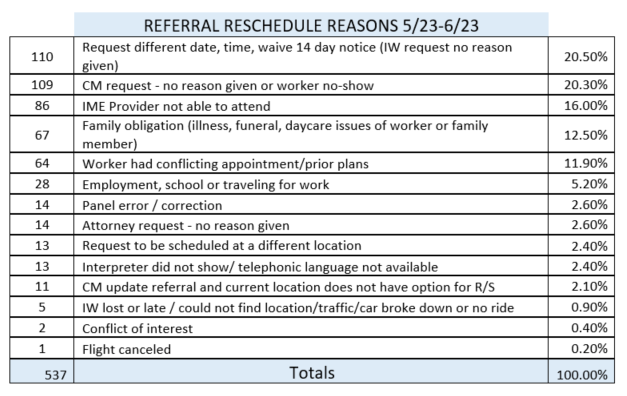 REFERRAL RESCHEDULE REASONS 5/23-6/23
110 Request different date, time, waive 14 day notice (IW request no reason given) 20.50%
109 CM request - no reason given or worker no-show 20.30%
86 IME Provider not able to attend 16.00%
67 Family obligation (illness, funeral, daycare issues of worker or family member) 12.50%
64 Worker had conflicting appointment/prior plans 11.90%
28 Employment, school or traveling for work 5.20%
14 Panel error / correction 2.60%
14 Attorney request - no reason given 2.60%
13 Request to be scheduled at a different location 2.40%
13 Interpreter did not show/ telephonic language not available 2.40%
11 CM update referral and current location does not have option for R/S 2.10%
5 IW lost or late / could not find location/traffic/car broke down or no ride 0.90%
2 Conflict of interest 0.40%
1 Flight canceled 0.20%
537 Totals 100.00%